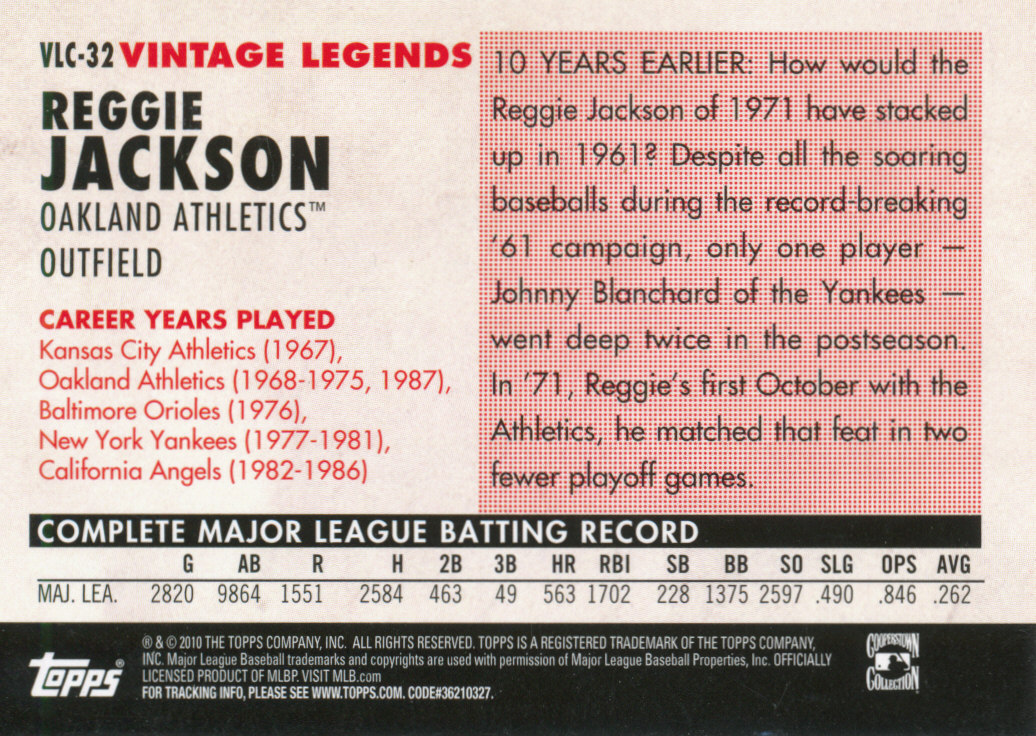 VLC-32 VINTAGE LEGENDS
REGGIE
JACKSON
OAKLAND ATHLETICS™
OUTFIELD
CAREER YEARS PLAYED
Kansas City Athletics (1967),
Oakland Athletics (1968-1975, 1987),
Baltimore Orioles (1976),
New York Yankees (1977-1981),
California Angels (1982-1986)
10 YEARS EARLIER: How would the
Reggie Jackson of 1971 have stacked
up in 1961? Despite all the soaring
baseballs during the record-breaking
'61 campaign, only one player —
Johnny Blanchard of the Yankees —
went deep twice in the postseason.
In '71, Reggie's first October with the
Athletics, he matched that feat in two
fewer playoff games.
COMPLETE MAJOR LEAGUE BATTING RECORD
G AB R H 2B 3B HR RBI SB BB SO SLG OPS AVG
MAJ. LEA. 2820 9864 1551 2584 463 49 563 1702 228 1375 2597 .490 .846 .262
topps®
® & © 2010 THE TOPPS COMPANY, INC. ALL RIGHTS RESERVED. TOPPS IS A REGISTERED TRADEMARK OF THE TOPPS COMPANY,
INC. Major League Baseball trademarks and copyrights are used with permission of Major League Baseball Properties, Inc. OFFICIALLY
LICENSED PRODUCT OF MLBP. VISIT MLB.com
FOR TRACKING INFO, PLEASE SEE WWW.TOPPS.COM. CODE#36210327.
COOPERSTOWN
COLLECTION